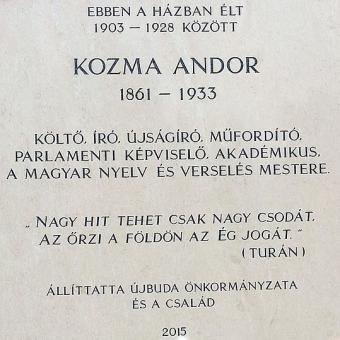 EBBEN A HÁZBAN ÉLT
1903 – 1928 KÖZÖTT
KOZMA ANDOR
1861 – 1933
KÖLTŐ, ÍRÓ, ÚJSÁGÍRÓ, MŰFORDÍTÓ,
PARLAMENTI KÉPVISELŐ, AKADÉMIKUS,
A MAGYAR NYELV ÉS VERSELÉS MESTERE.
„ NAGY HIT TEHET CSAK NAGY CSODÁT,
AZ ŐRZI A FÖLDÖN AZ ÉG JOGÁT. ”
( TURÁN )
ÁLLÍTTATTA ÚJBUDA ÖNKORMÁNYZATA
ÉS A CSALÁD
2015